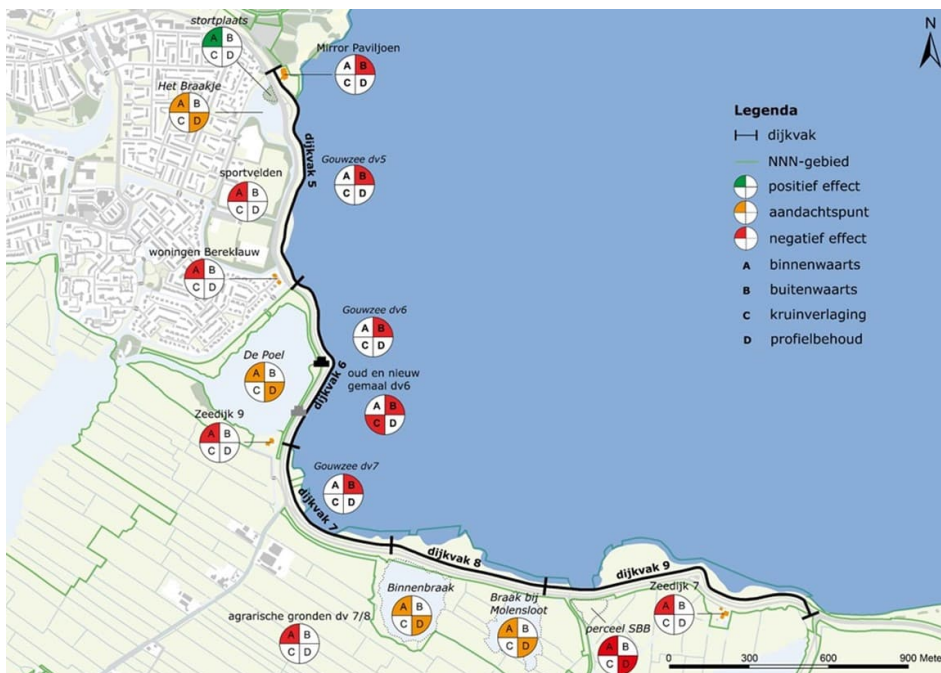 stortplaats
A B
C D
Mirror Paviljoen
A B
C D
N
Het Braakje
A B
C D
Legenda
dijkvak
NNN-gebied
positief effect
aandachtspunt
negatief effect
A binnenwaarts
B buitenwaarts
C kruinverlaging
D profielbehoud
dijkvak 5
Gouwzee dv5
A B
C D
sportvelden
A B
C D
woningen Bereklauw
A B
C D
Gouwzee dv6
A B
C D
De Poel
A B
C D
dijkvak 6
oud en nieuw
gemaal dv6
A B
C D
Zeedijk 9
A B
C D
Gouwzee dv7
A B
C D
dijkvak 7
dijkvak 8
dijkvak 9
Binnenbraak
A B
C D
Braak bij
Molensloot
A B
C D
Zeedijk 7
A B
C D
agrarische gronden dv 7/8
A B
C D
perceel SBB
A B
C D
0 300 600 900 Mete